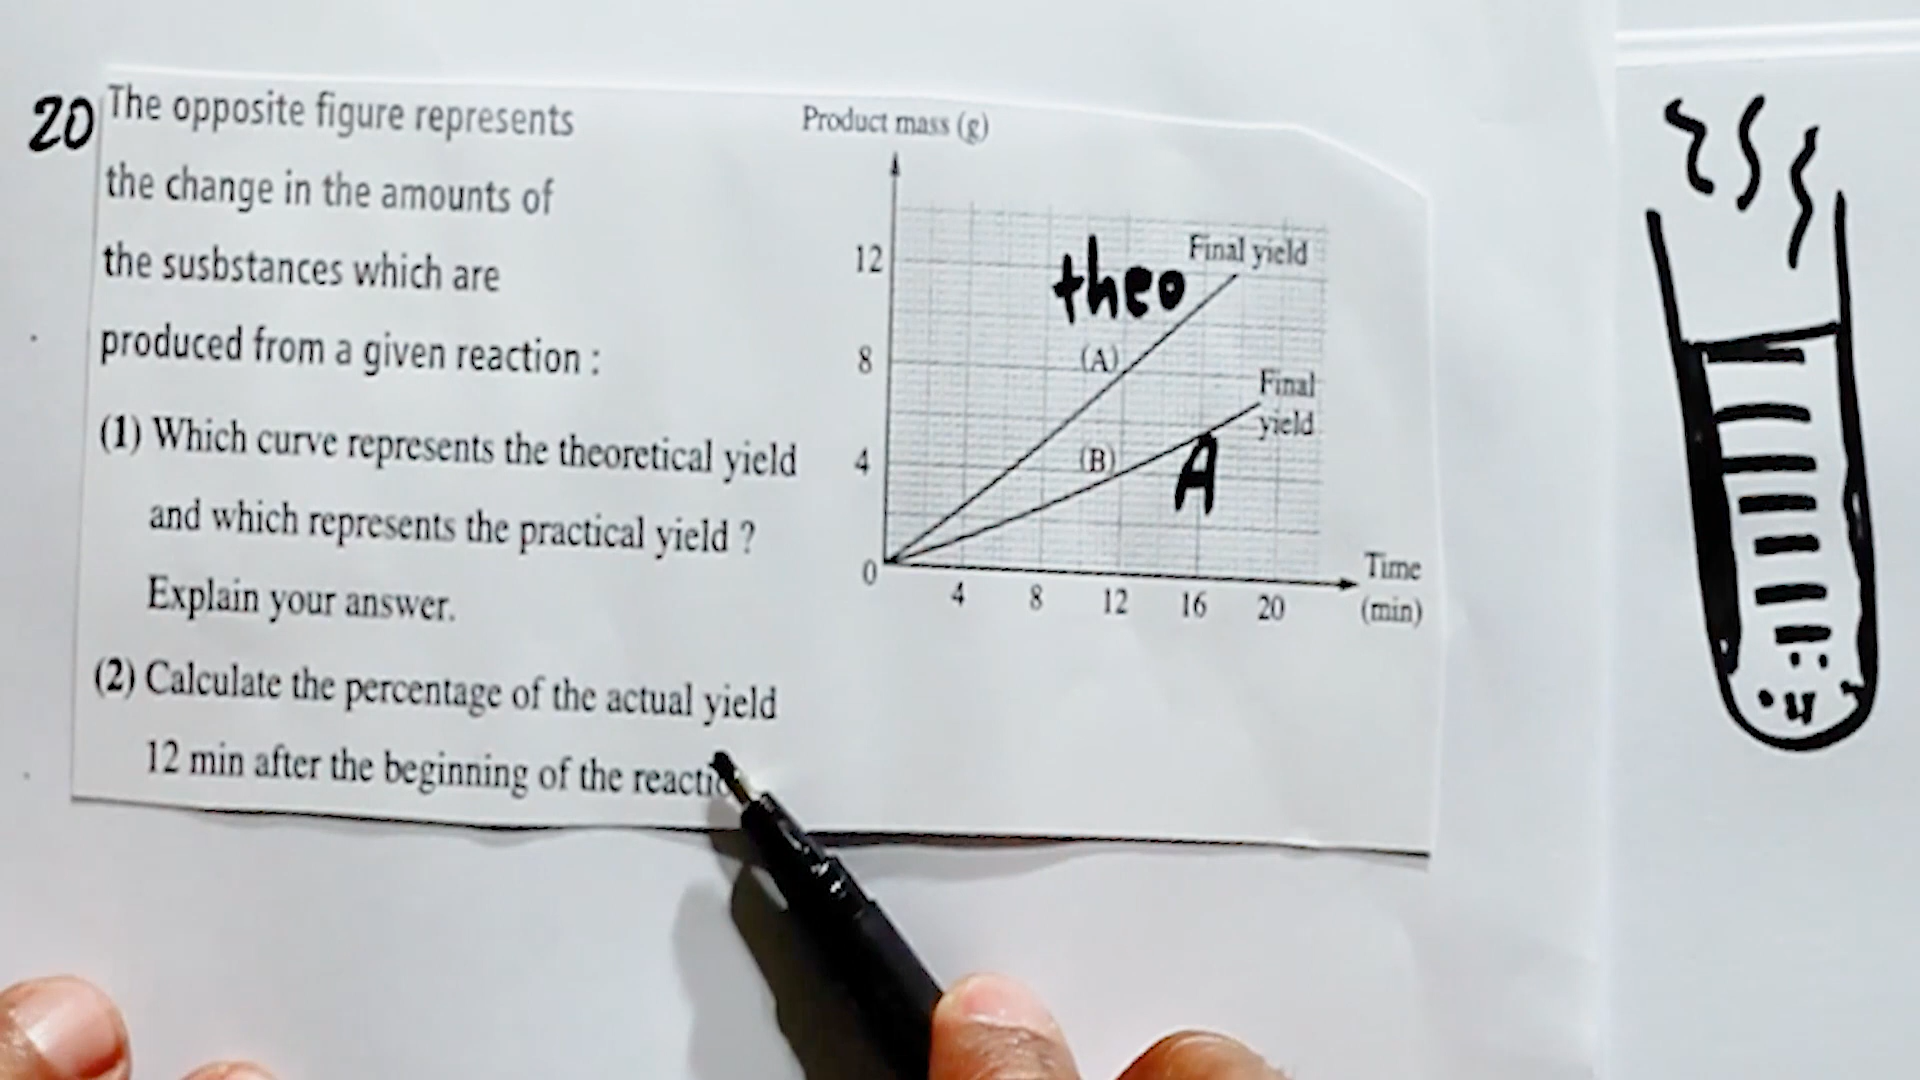 20
The opposite figure represents
the change in the amounts of
the susbstances which are
produced from a given reaction :
(1) Which curve represents the theoretical yield
and which represents the practical yield ?
Explain your answer.
(2) Calculate the percentage of the actual yield
12 min after the beginning of the
Product mass (g)
12
8
4
0
4 8 12 16 20
Time
(min)
theo
Final yield
(A)
Final
yield
(B)
A